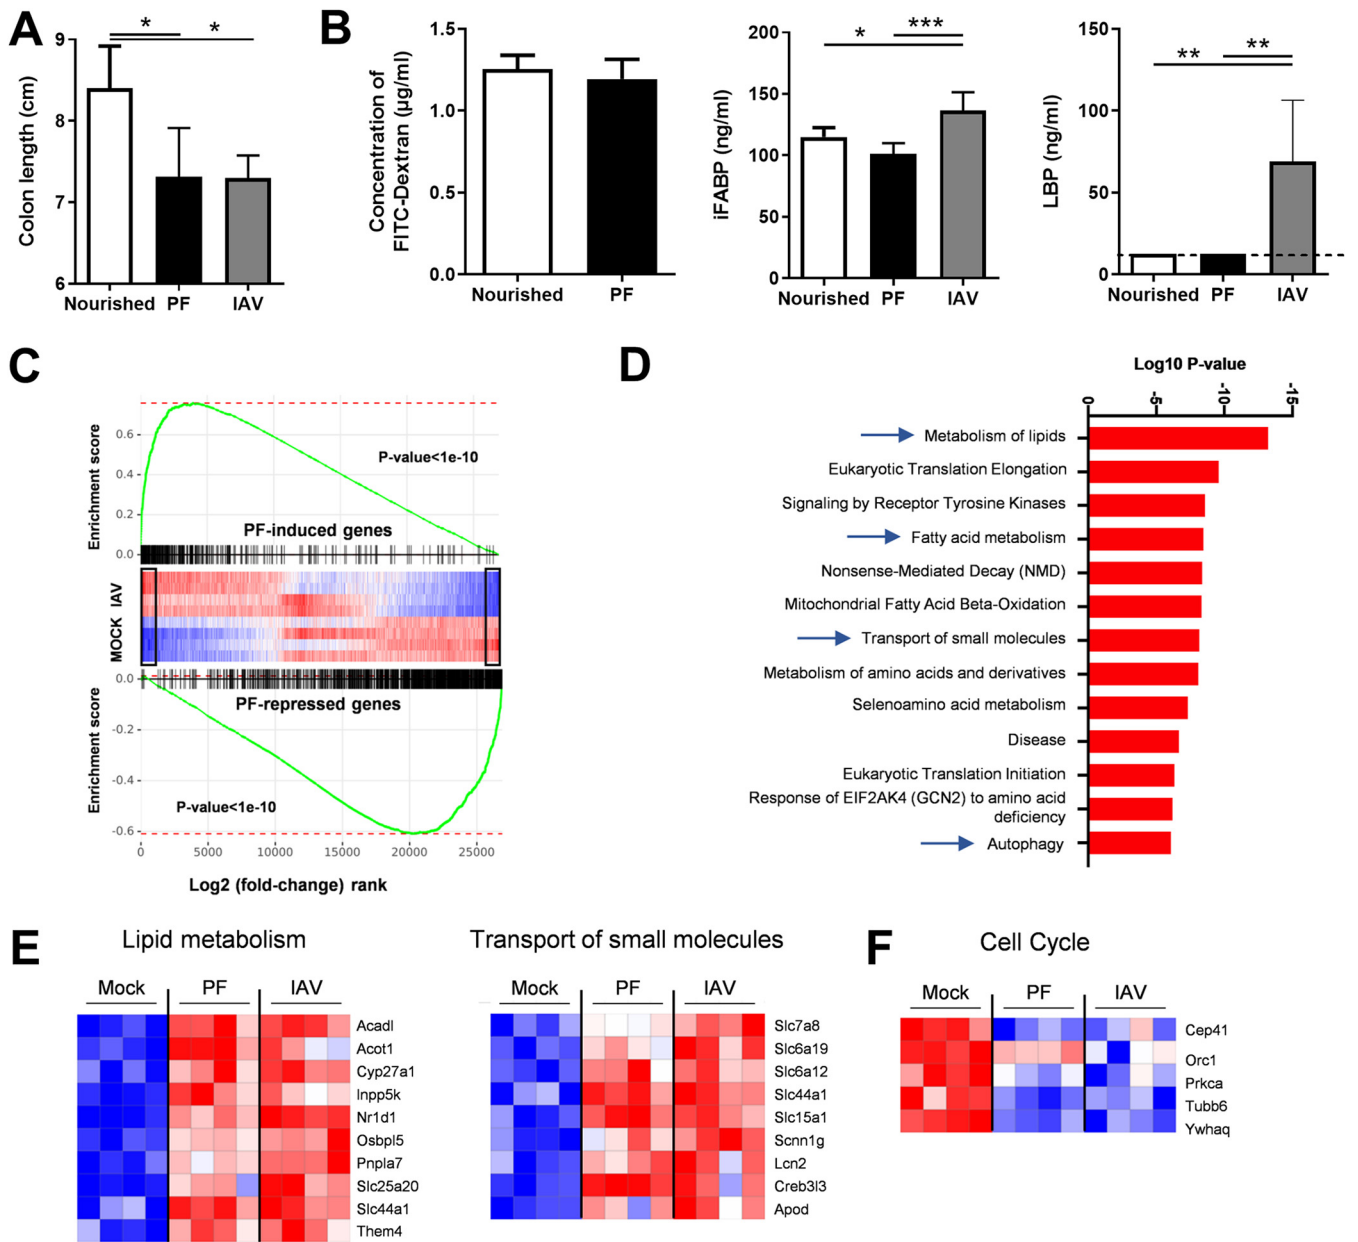 A
*
*
Colon length (cm)
9
8
7
6
Nourished PF IAV
B
Concentration of
FITC-Dextran (µg/ml)
1.5
1.0
0.5
0.0
Nourished PF
*
***
iFABP (ng/ml)
200
150
100
50
0
Nourished PF IAV
**
**
LBP (ng/ml)
150
100
50
0
Nourished PF IAV
C
Enrichment score
0.6
0.4
0.2
0.0
P-value<1e-10
PF-induced genes
MOCK IAV
PF-repressed genes
Enrichment score
0.0
-0.2
-0.4
-0.6
P-value<1e-10
0 5000 10000 15000 20000 25000
Log2 (fold-change) rank
D
Log10 P-value
0 -5 -10 -15
Metabolism of lipids
Eukaryotic Translation Elongation
Signaling by Receptor Tyrosine Kinases
Fatty acid metabolism
Nonsense-Mediated Decay (NMD)
Mitochondrial Fatty Acid Beta-Oxidation
Transport of small molecules
Metabolism of amino acids and derivatives
Selenoamino acid metabolism
Disease
Eukaryotic Translation Initiation
Response of EIF2AK4 (GCN2) to amino acid
deficiency
Autophagy
E
Lipid metabolism
Mock PF IAV
Acadl
Acot1
Cyp27a1
Inpp5k
Nr1d1
Osbpl5
Pnpla7
Slc25a20
Slc44a1
Them4
Transport of small molecules
Mock PF IAV
Slc7a8
Slc6a19
Slc6a12
Slc44a1
Slc15a1
Scnn1g
Lcn2
Creb3l3
Apod
F
Cell Cycle
Mock PF IAV
Cep41
Orc1
Prkca
Tubb6
Ywhaq